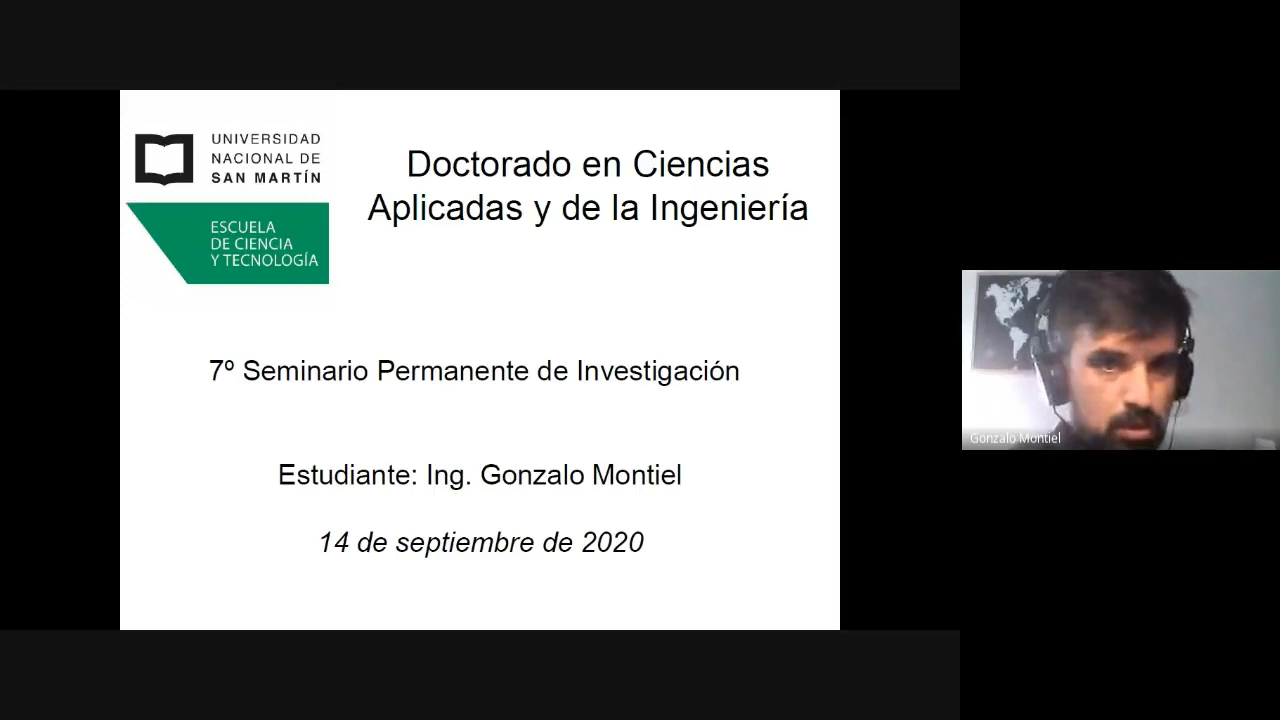 UNIVERSIDAD
NACIONAL DE
SAN MARTÍN
ESCUELA
DE CIENCIA
Y TECNOLOGÍA
Doctorado en Ciencias
Aplicadas y de la Ingeniería
7º Seminario Permanente de Investigación
Estudiante: Ing. Gonzalo Montiel
14 de septiembre de 2020
Gonzalo Montiel